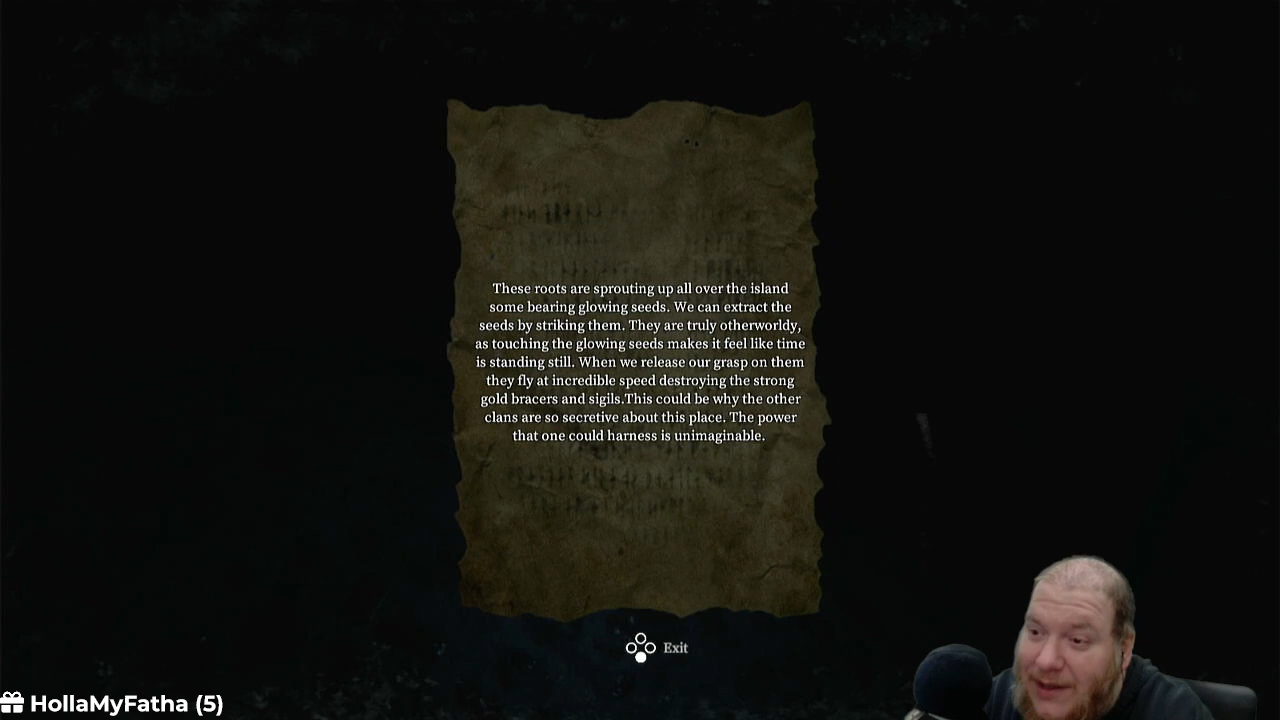 These roots are sprouting up all over the island
some bearing glowing seeds. We can extract the
seeds by striking them. They are truly otherworldy,
as touching the glowing seeds makes it feel like time
is standing still. When we release our grasp on them
they fly at incredible speed destroying the strong
gold bracers and sigils.This could be why the other
clans are so secretive about this place. The power
that one could harness is unimaginable.
Exit
HollaMyFatha (5)